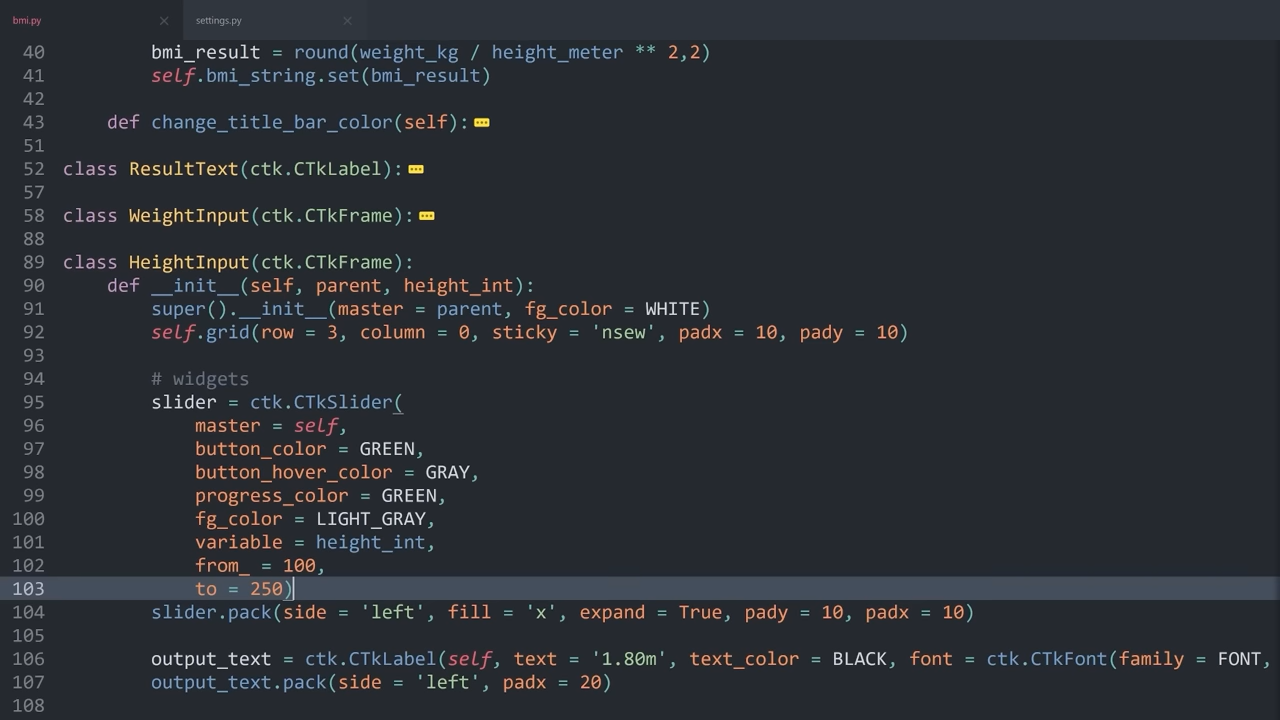 bmi.py
settings.py
40 bmi_result = round(weight_kg / height_meter ** 2,2)
41 self.bmi_string.set(bmi_result)
42
43 def change_title_bar_color(self):
51
52 class ResultText(ctk.CTkLabel):
57
58 class WeightInput(ctk.CTkFrame):
88
89 class HeightInput(ctk.CTkFrame):
90 def __init__(self, parent, height_int):
91 super().__init__(master = parent, fg_color = WHITE)
92 self.grid(row = 3, column = 0, sticky = 'nsew', padx = 10, pady = 10)
93
94 # widgets
95 slider = ctk.CTkSlider(
96 master = self,
97 button_color = GREEN,
98 button_hover_color = GRAY,
99 progress_color = GREEN,
100 fg_color = LIGHT_GRAY,
101 variable = height_int,
102 from_ = 100,
103 to = 250)
104 slider.pack(side = 'left', fill = 'x', expand = True, pady = 10, padx = 10)
105
106 output_text = ctk.CTkLabel(self, text = '1.80m', text_color = BLACK, font = ctk.CTkFont(family = FONT,
107 output_text.pack(side = 'left', padx = 20)
108